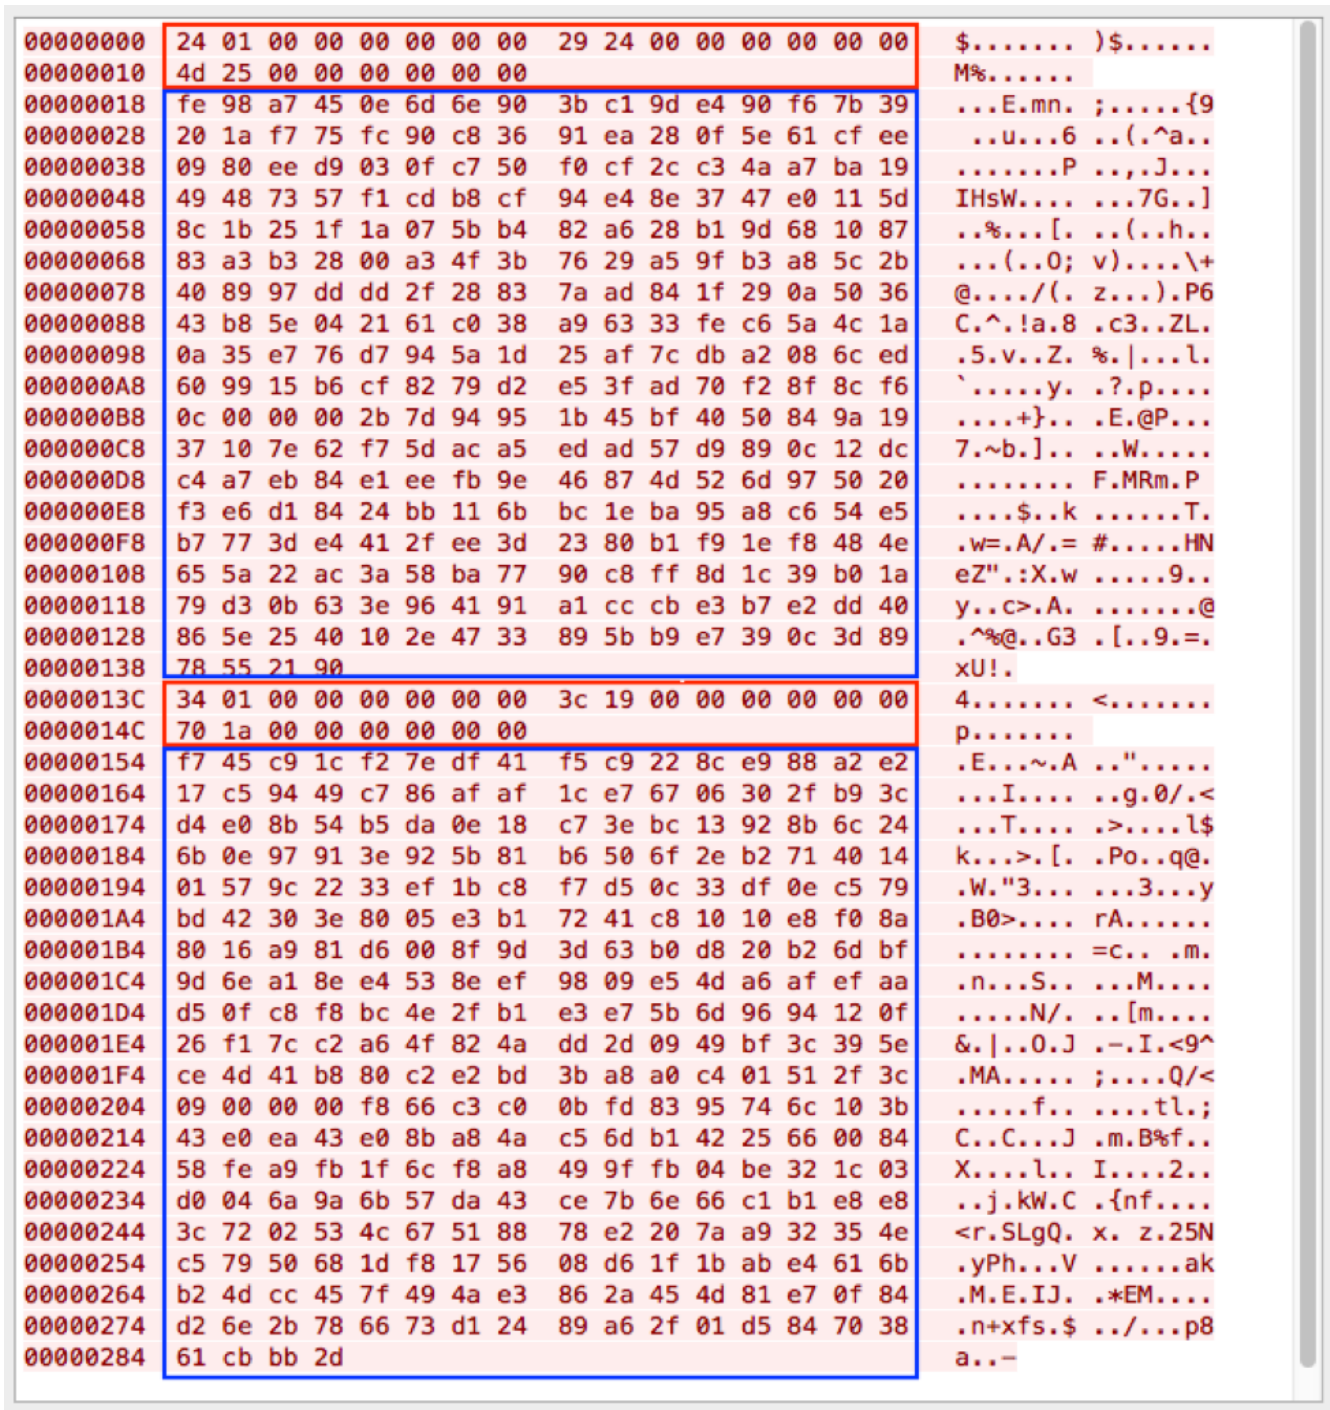 00000000 24 01 00 00 00 00 00 00 29 24 00 00 00 00 00 00 $....... )$......
00000010 4d 25 00 00 00 00 00 00 M%......
00000018 fe 98 a7 45 0e 6d 6e 90 3b c1 9d e4 90 f6 7b 39 ...E.mn. ;.....{9
00000028 20 1a f7 75 fc 90 c8 36 91 ea 28 0f 5e 61 cf ee ..u...6 ..(.^a..
00000038 09 80 ee d9 03 0f c7 50 f0 cf 2c c3 4a a7 ba 19 .......P ..,.J...
00000048 49 48 73 57 f1 cd b8 cf 94 e4 8e 37 47 e0 11 5d IHsW.... ...7G..]
00000058 8c 1b 25 1f 1a 07 5b b4 82 a6 28 b1 9d 68 10 87 ..%...[. ..(..h..
00000068 83 a3 b3 28 00 a3 4f 3b 76 29 a5 9f b3 a8 5c 2b ...(..O; v)....\+
00000078 40 89 97 dd dd 2f 28 83 7a ad 84 1f 29 0a 50 36 @..../(. z...).P6
00000088 43 b8 5e 04 21 61 c0 38 a9 63 33 fe c6 5a 4c 1a C.^.!a.8 .c3..ZL.
00000098 0a 35 e7 76 d7 94 5a 1d 25 af 7c db a2 08 6c ed .5.v..Z. %.|...l.
000000A8 60 99 15 b6 cf 82 79 d2 e5 3f ad 70 f2 8f 8c f6 `.....y. .?.p....
000000B8 0c 00 00 00 2b 7d 94 95 1b 45 bf 40 50 84 9a 19 ....+}.. .E.@P...
000000C8 37 10 7e 62 f7 5d ac a5 ed ad 57 d9 89 0c 12 dc 7.~b.].. ..W.....
000000D8 c4 a7 eb 84 e1 ee fb 9e 46 87 4d 52 6d 97 50 20 ........ F.MRm.P
000000E8 f3 e6 d1 84 24 bb 11 6b bc 1e ba 95 a8 c6 54 e5 ....$..k ......T.
000000F8 b7 77 3d e4 41 2f ee 3d 23 80 b1 f9 1e f8 48 4e .w=.A/.= #.....HN
00000108 65 5a 22 ac 3a 58 ba 77 90 c8 ff 8d 1c 39 b0 1a eZ".:X.w .....9..
00000118 79 d3 0b 63 3e 96 41 91 a1 cc cb e3 b7 e2 dd 40 y..c>.A. .......@
00000128 86 5e 25 40 10 2e 47 33 89 5b b9 e7 39 0c 3d 89 .^%@..G3 .[..9.=.
00000138 78 55 21 90 xU!.
0000013C 34 01 00 00 00 00 00 00 3c 19 00 00 00 00 00 00 4....... <.......
0000014C 70 1a 00 00 00 00 00 00 p.......
00000154 f7 45 c9 1c f2 7e df 41 f5 c9 22 8c e9 88 a2 e2 .E...~.A ..".....
00000164 17 c5 94 49 c7 86 af af 1c e7 67 06 30 2f b9 3c ...I.... ..g.0/.<
00000174 d4 e0 8b 54 b5 da 0e 18 c7 3e bc 13 92 8b 6c 24 ...T.... .>....l$
00000184 6b 0e 97 91 3e 92 5b 81 b6 50 6f 2e b2 71 40 14 k...>.[. .Po..q@.
00000194 01 57 9c 22 33 ef 1b c8 f7 d5 0c 33 df 0e c5 79 .W."3... ...3...y
000001A4 bd 42 30 3e 80 05 e3 b1 72 41 c8 10 10 e8 f0 8a .B0>.... rA......
000001B4 80 16 a9 81 d6 00 8f 9d 3d 63 b0 d8 20 b2 6d bf ........ =c.. .m.
000001C4 9d 6e a1 8e e4 53 8e ef 98 09 e5 4d a6 af ef aa .n...S.. ...M....
000001D4 d5 0f c8 f8 bc 4e 2f b1 e3 e7 5b 6d 96 94 12 0f .....N/. ..[m....
000001E4 26 f1 7c c2 a6 4f 82 4a dd 2d 09 49 bf 3c 39 5e &.|..O.J .-.I.<9^
000001F4 ce 4d 41 b8 80 c2 e2 bd 3b a8 a0 c4 01 51 2f 3c .MA..... ;....Q/<
00000204 09 00 00 00 f8 66 c3 c0 0b fd 83 95 74 6c 10 3b .....f.. ....tl.;
00000214 43 e0 ea 43 e0 8b a8 4a c5 6d b1 42 25 66 00 84 C..C...J .m.B%f..
00000224 58 fe a9 fb 1f 6c f8 a8 49 9f fb 04 be 32 1c 03 X....l.. I....2..
00000234 d0 04 6a 9a 6b 57 da 43 ce 7b 6e 66 c1 b1 e8 e8 ..j.kW.C .{nf....
00000244 3c 72 02 53 4c 67 51 88 78 e2 20 7a a9 32 35 4e <r.SLgQ. x. z.25N
00000254 c5 79 50 68 1d f8 17 56 08 d6 1f 1b ab e4 61 6b .yPh...V ......ak
00000264 b2 4d cc 45 7f 49 4a e3 86 2a 45 4d 81 e7 0f 84 .M.E.IJ. .*EM....
00000274 d2 6e 2b 78 66 73 d1 24 89 a6 2f 01 d5 84 70 38 .n+xfs.$ ../...p8
00000284 61 cb bb 2d a..-